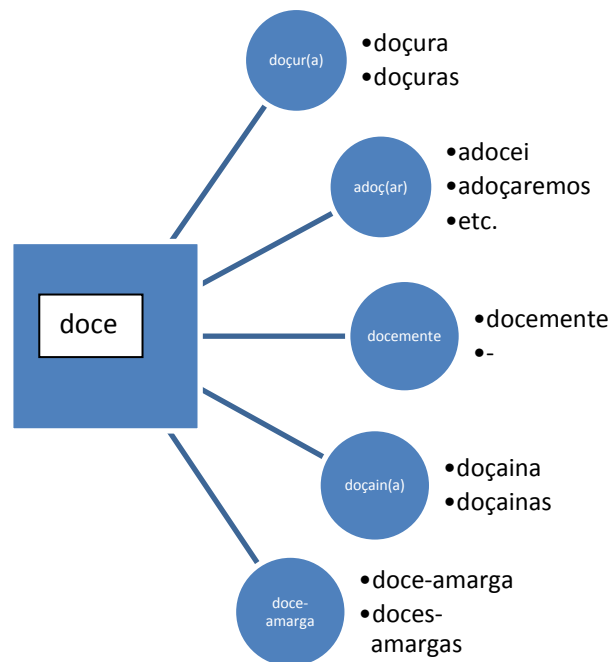 doçur(a)
•doçura
•doçuras
adoç(ar)
•adocei
•adoçaremos
•etc.
doce
docemente
•docemente
•-
doçain(a)
•doçaina
•doçainas
doce-
amarga
•doce-amarga
•doces-
amargas